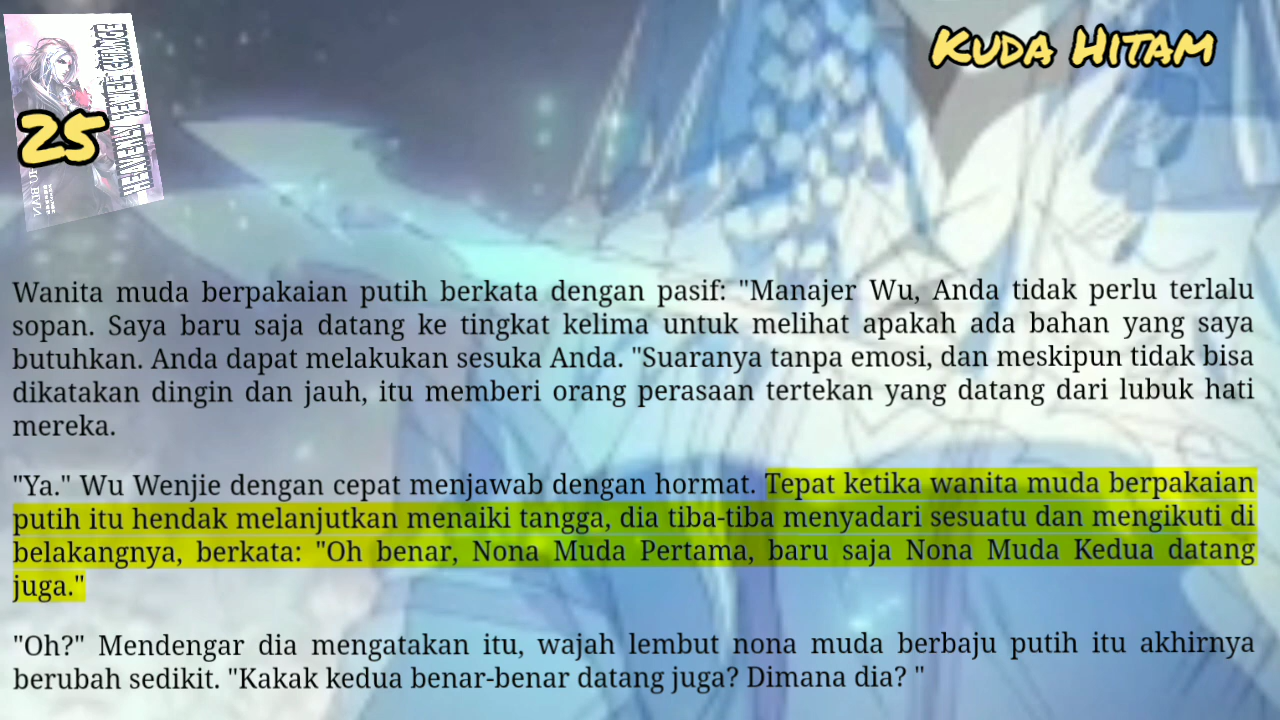 Kuda Hitam
25
HEAVENLY JEWEL CHANGE
Wanita muda berpakaian putih berkata dengan pasif: "Manajer Wu, Anda tidak perlu terlalu
sopan. Saya baru saja datang ke tingkat kelima untuk melihat apakah ada bahan yang saya
butuhkan. Anda dapat melakukan sesuka Anda. "Suaranya tanpa emosi, dan meskipun tidak bisa
dikatakan dingin dan jauh, itu memberi orang perasaan tertekan yang datang dari lubuk hati
mereka.
"Ya." Wu Wenjie dengan cepat menjawab dengan hormat. Tepat ketika wanita muda berpakaian
putih itu hendak melanjutkan menaiki tangga, dia tiba-tiba menyadari sesuatu dan mengikuti di
belakangnya, berkata: "Oh benar, Nona Muda Pertama, baru saja Nona Muda Kedua datang
juga."
"Oh?" Mendengar dia mengatakan itu, wajah lembut nona muda berbaju putih itu akhirnya
berubah sedikit. "Kakak kedua benar-benar datang juga? Dimana dia? "